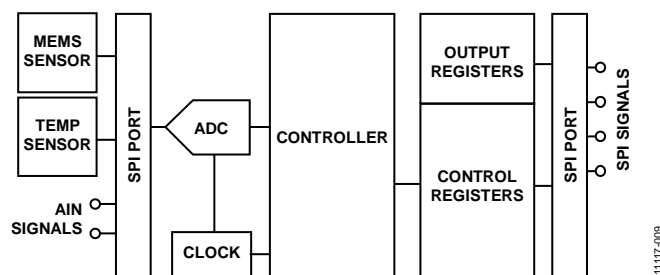 MEMS
SENSOR
TEMP
SENSOR
AIN
SIGNALS
SPI PORT
ADC
CLOCK
CONTROLLER
OUTPUT
REGISTERS
CONTROL
REGISTERS
SPI PORT
SPI SIGNALS
11117-009